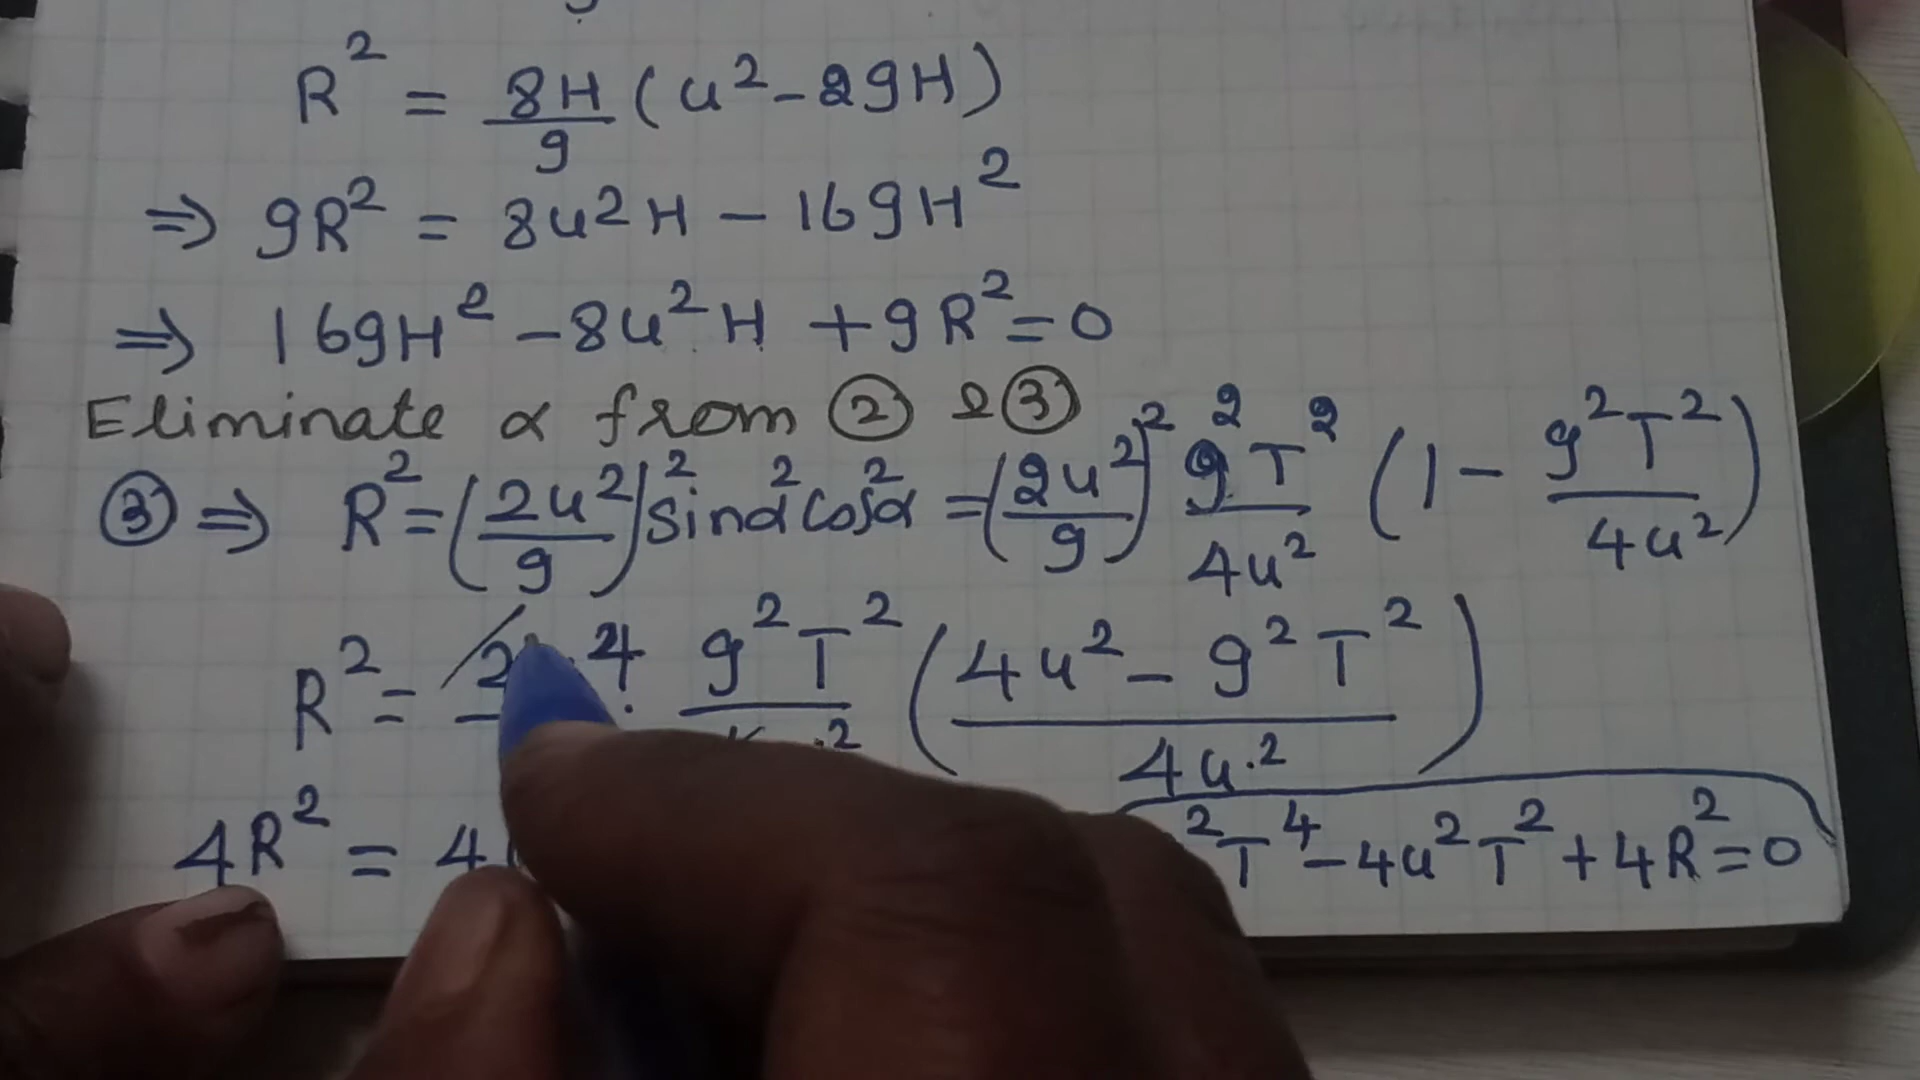 R² = 8H/g (u² - 2gH)
⇒ gR² = 8u²H - 16gH²
⇒ 16gH² - 8u²H + gR² = 0
Eliminate α from ② & ③
③ ⇒ R² = (2u²/g)² sin²α cos²α = (2u²/g)² g²T²/4u² (1 - g²T²/4u²)
R² = g²T² (4u² - g²T²/4u²)
4R² = 4 ²T⁴ - 4u²T² + 4R² = 0